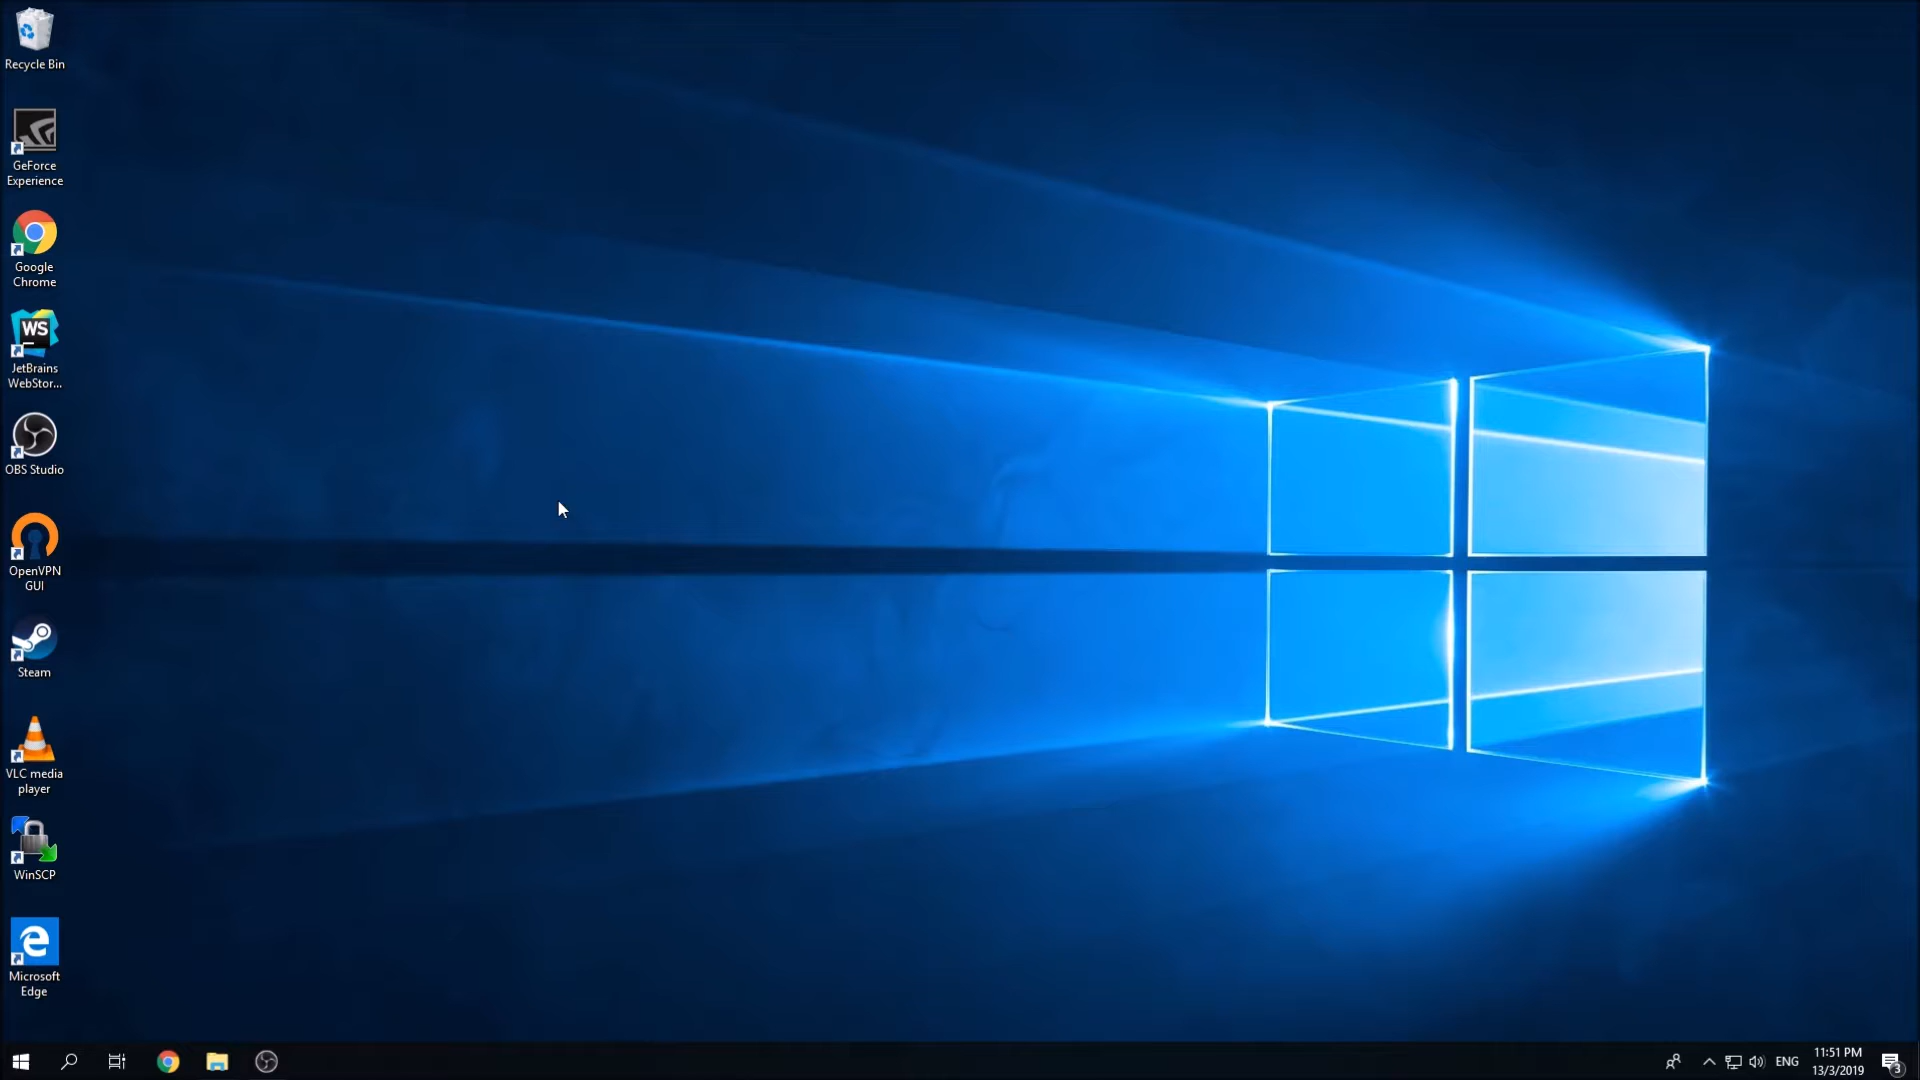 Recycle Bin
GeForce
Experience
Google
Chrome
WS
JetBrains
WebStor...
OBS Studio
OpenVPN
GUI
Steam
VLC media
player
WinSCP
Microsoft
Edge
ENG
11:51 PM
13/3/2019
3